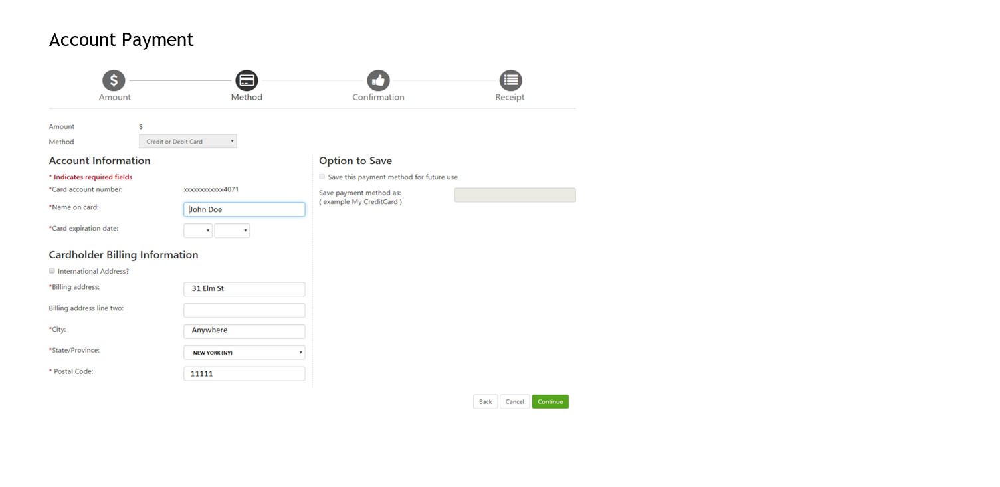 Account Payment
$
Amount Method Confirmation Receipt
Amount $
Method Credit or Debit Card
Account Information
* Indicates required fields
*Card account number: xxxxxxxxxxxx4071
*Name on card: John Doe
*Card expiration date:
Cardholder Billing Information
International Address?
*Billing address: 31 Elm St
Billing address line two:
*City: Anywhere
*State/Province: NEW YORK (NY)
* Postal Code: 11111
Option to Save
Save this payment method for future use
Save payment method as:
( example My CreditCard )
Back Cancel Continue